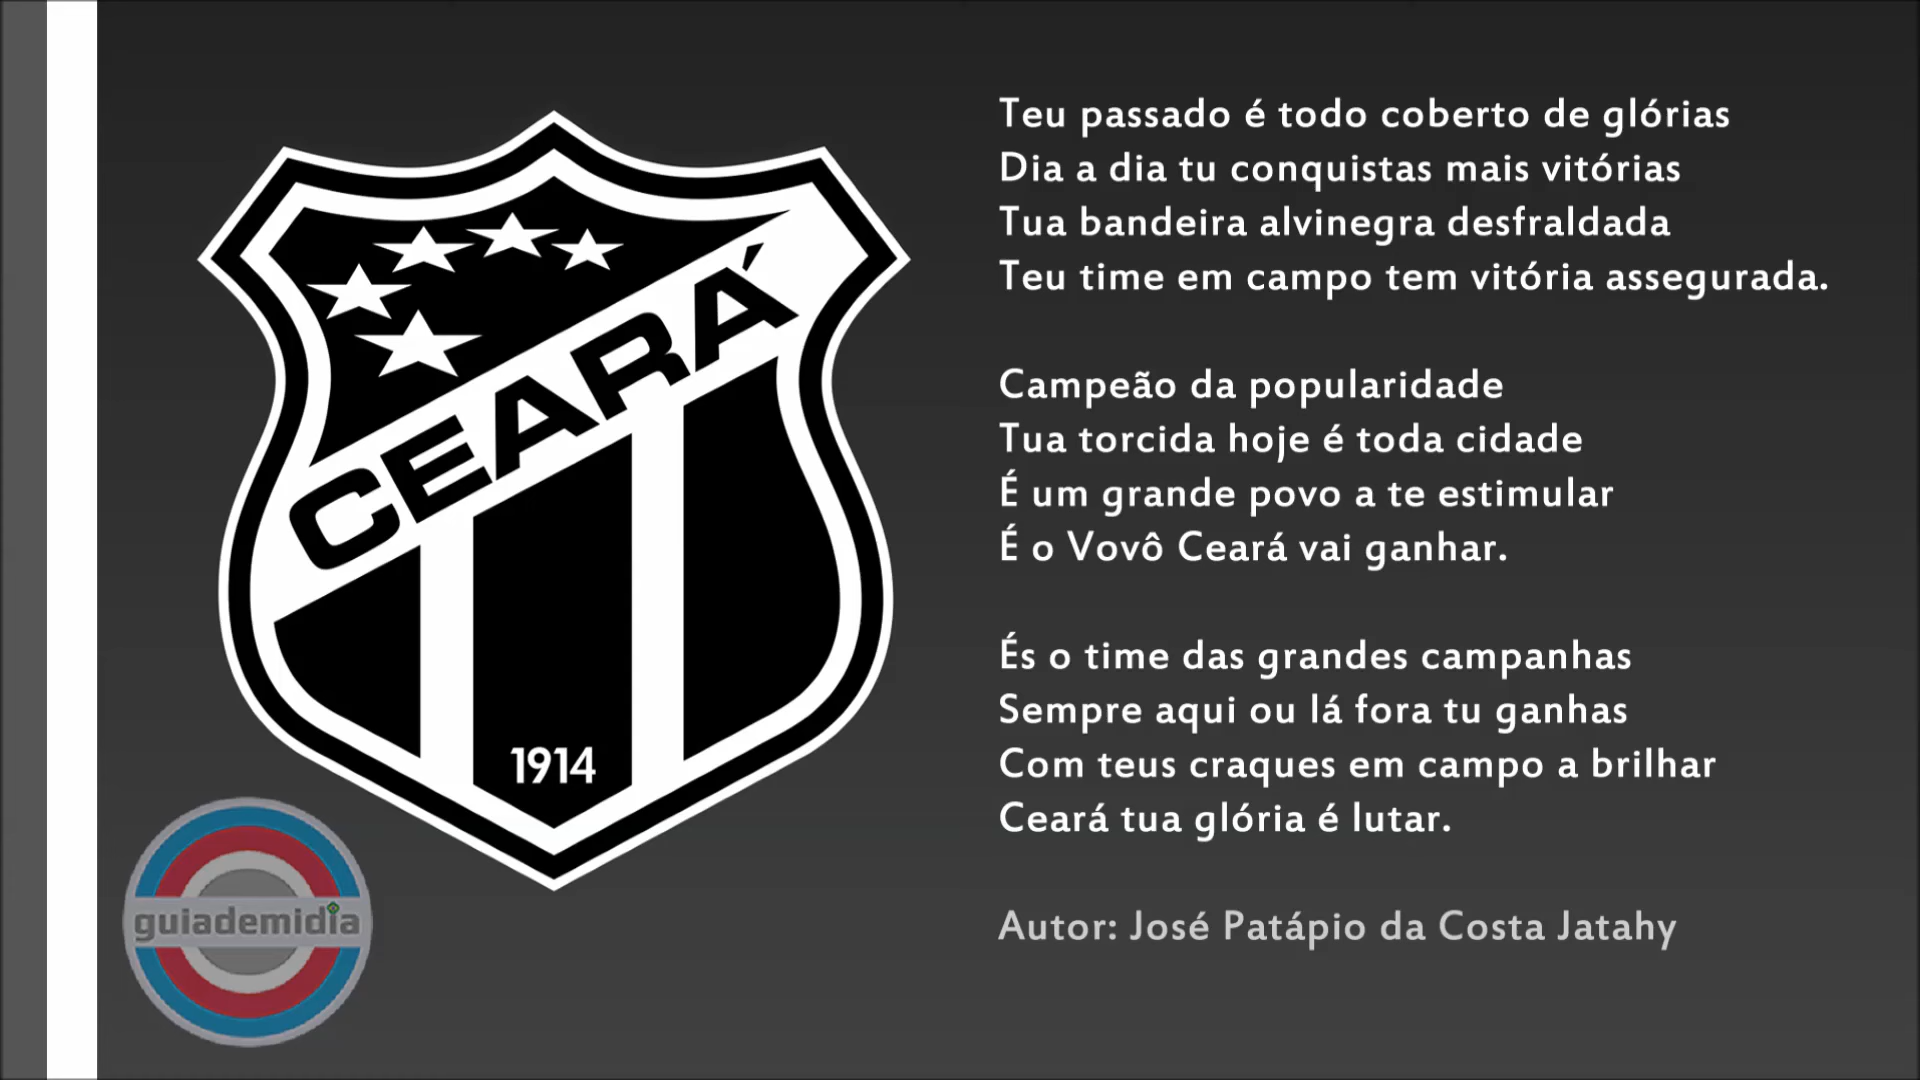 CEARÁ
1914
guiademidia
Teu passado é todo coberto de glórias
Dia a dia tu conquistas mais vitórias
Tua bandeira alvinegra desfraldada
Teu time em campo tem vitória assegurada.
Campeão da popularidade
Tua torcida hoje é toda cidade
É um grande povo a te estimular
É o Vovô Ceará vai ganhar.
És o time das grandes campanhas
Sempre aqui ou lá fora tu ganhas
Com teus craques em campo a brilhar
Ceará tua glória é lutar.
Autor: José Patápio da Costa Jatahy